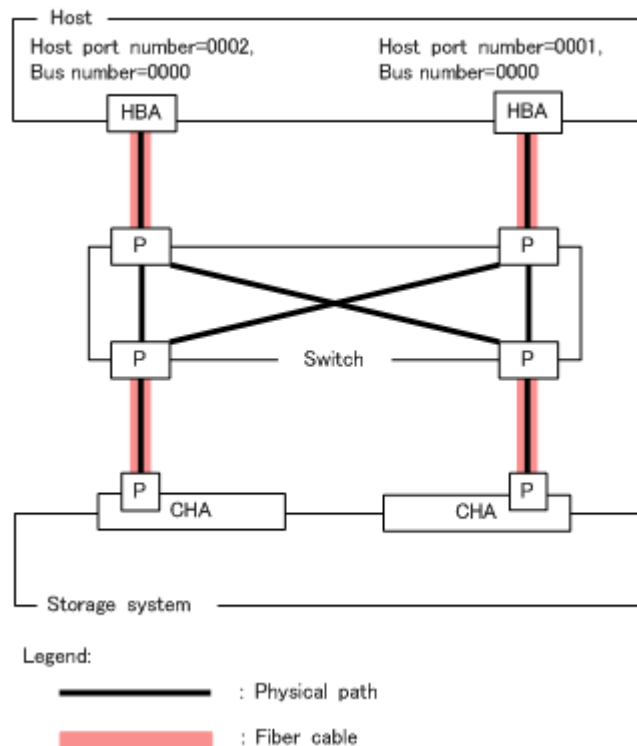 Host
Host port number=0002,
Bus number=0000
Host port number=0001,
Bus number=0000
HBA
HBA
P
P
P
Switch
P
P
CHA
P
CHA
Storage system
Legend:
: Physical path
: Fiber cable